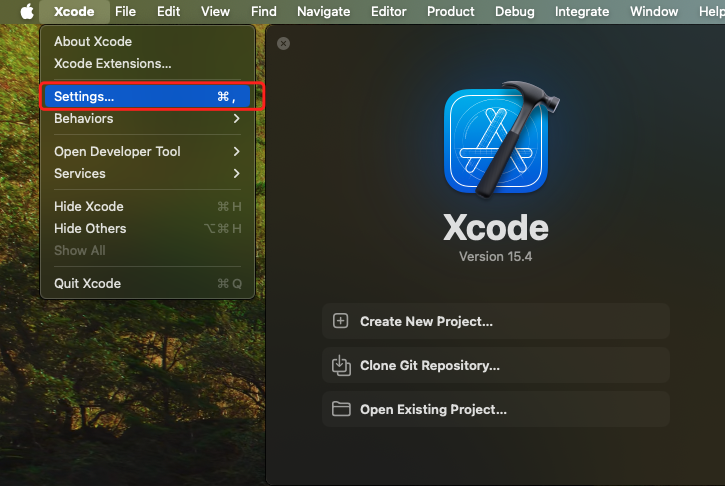 Xcode File Edit View Find Navigate Editor Product Debug Integrate Window Help
About Xcode
Xcode Extensions...
Settings... ⌘ ,
Behaviors
Open Developer Tool
Services
Hide Xcode ⌘ H
Hide Others ⌥⌘ H
Show All
Quit Xcode ⌘ Q
Xcode
Version 15.4
Create New Project...
Clone Git Repository...
Open Existing Project...